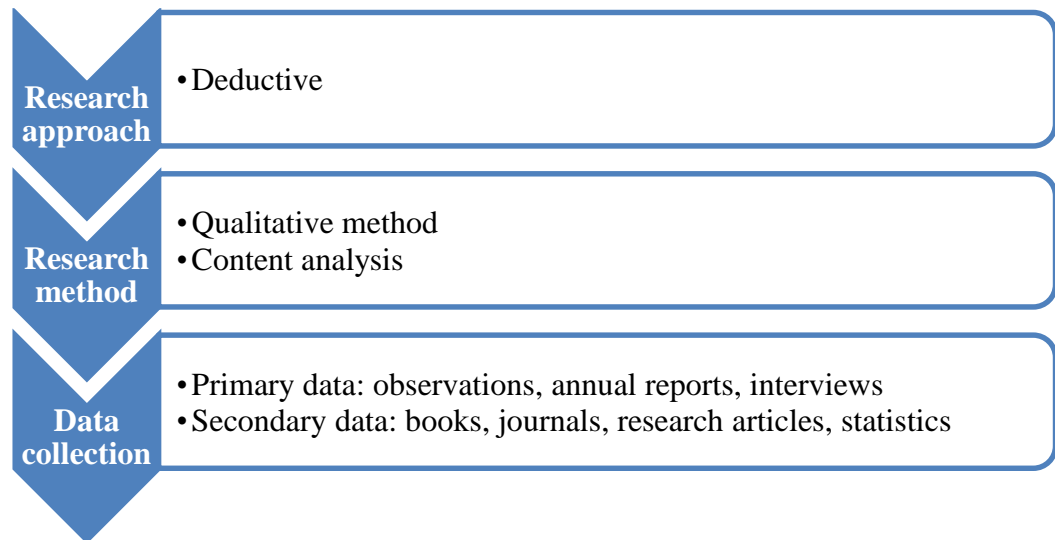 Research
approach
•Deductive
Research
method
•Qualitative method
•Content analysis
Data
collection
•Primary data: observations, annual reports, interviews
•Secondary data: books, journals, research articles, statistics